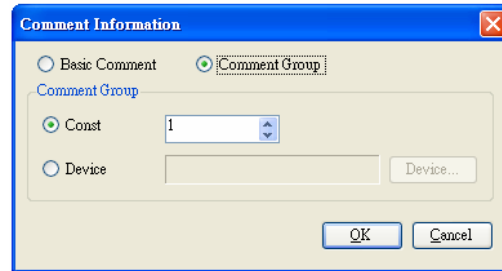 Comment Information
Basic Comment Comment Group
Comment Group
Const 1
Device Device...
OK Cancel